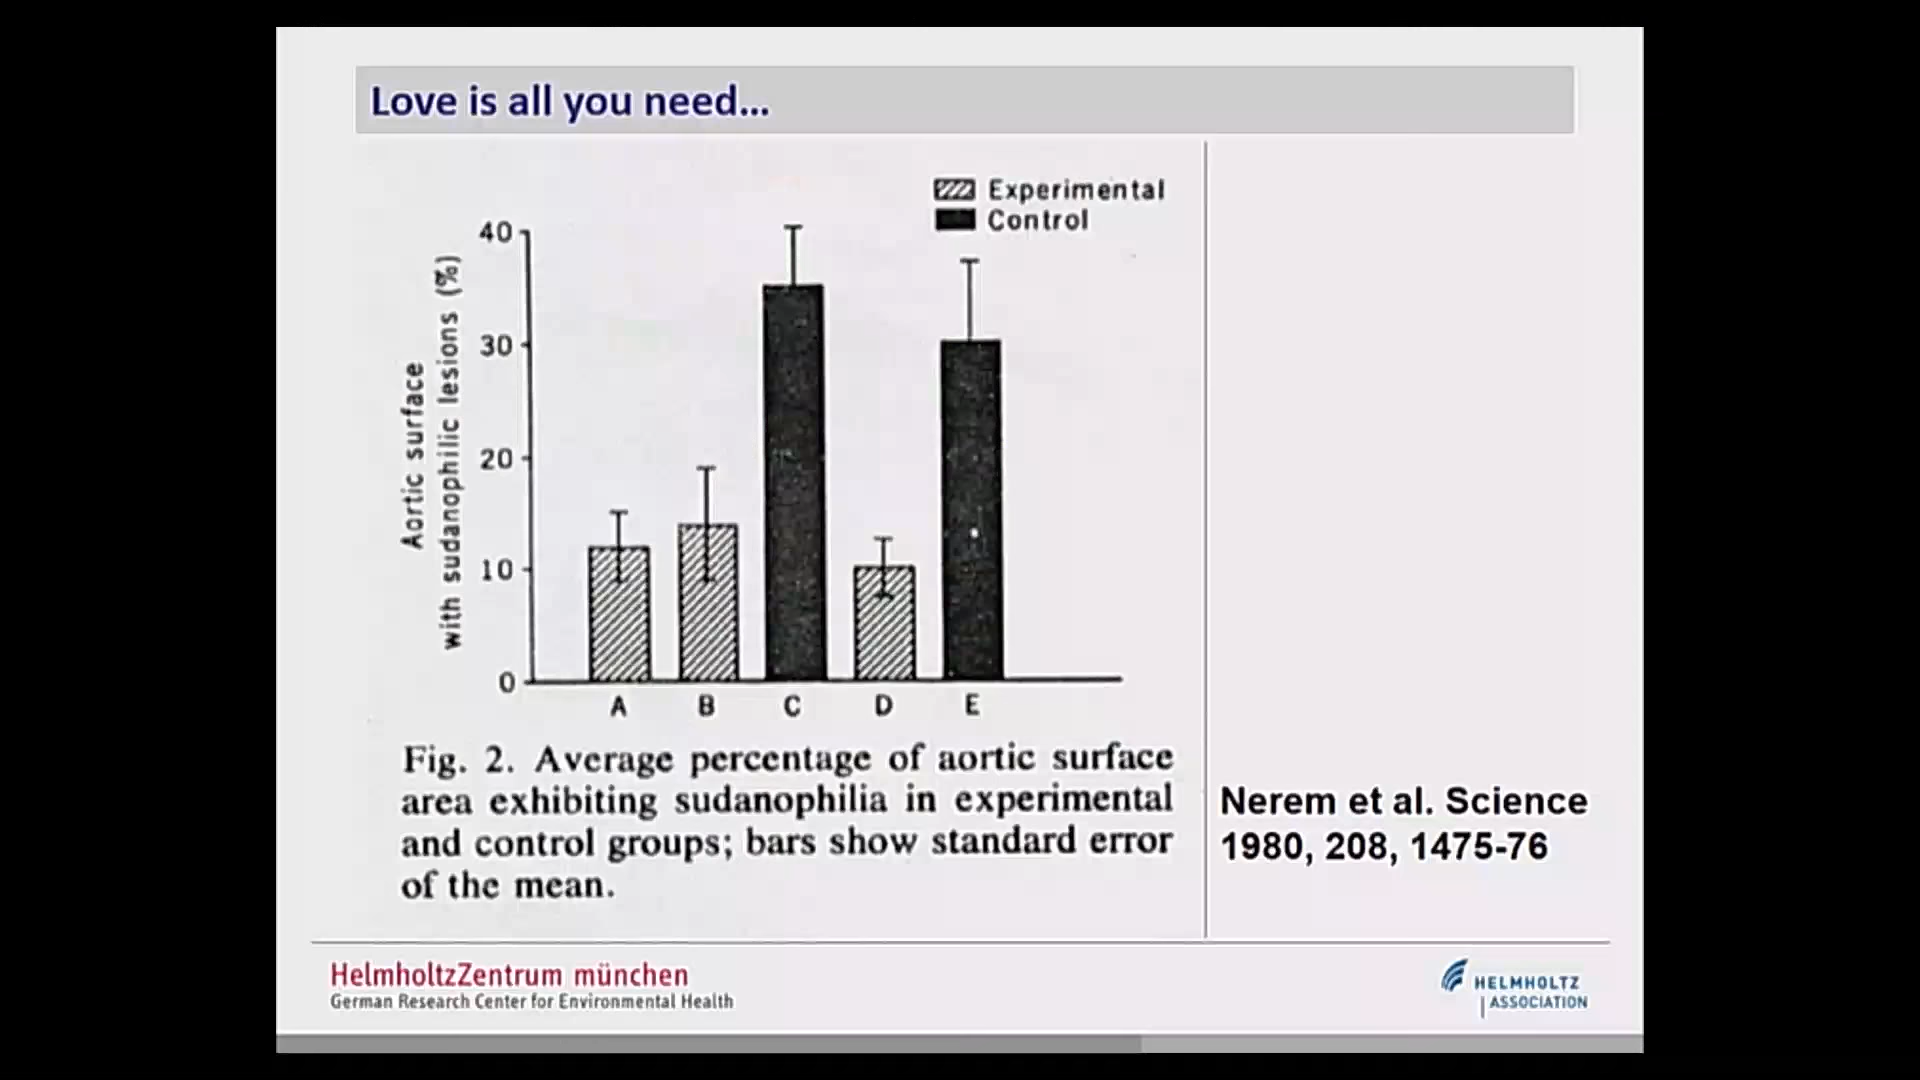 Love is all you need...
Experimental
Control
40
30
20
10
0
Aortic surface
with sudanophilic lesions (%)
A B C D E
Fig. 2. Average percentage of aortic surface
area exhibiting sudanophilia in experimental
and control groups; bars show standard error
of the mean.
Nerem et al. Science
1980, 208, 1475-76
HelmholtzZentrum münchen
German Research Center for Environmental Health
HELMHOLTZ
ASSOCIATION